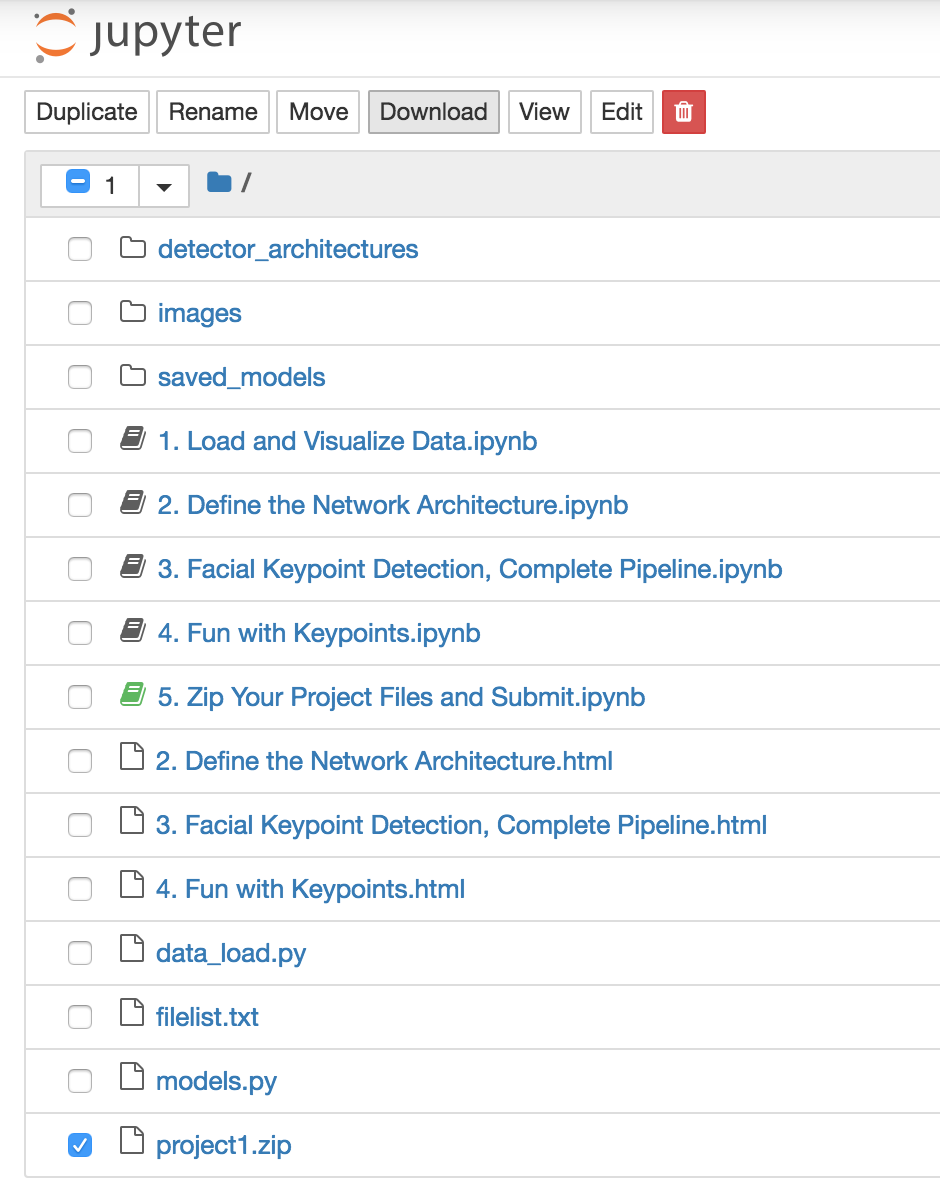 jupyter
Duplicate Rename Move Download View Edit
1 /
detector_architectures
images
saved_models
1. Load and Visualize Data.ipynb
2. Define the Network Architecture.ipynb
3. Facial Keypoint Detection, Complete Pipeline.ipynb
4. Fun with Keypoints.ipynb
5. Zip Your Project Files and Submit.ipynb
2. Define the Network Architecture.html
3. Facial Keypoint Detection, Complete Pipeline.html
4. Fun with Keypoints.html
data_load.py
filelist.txt
models.py
project1.zip